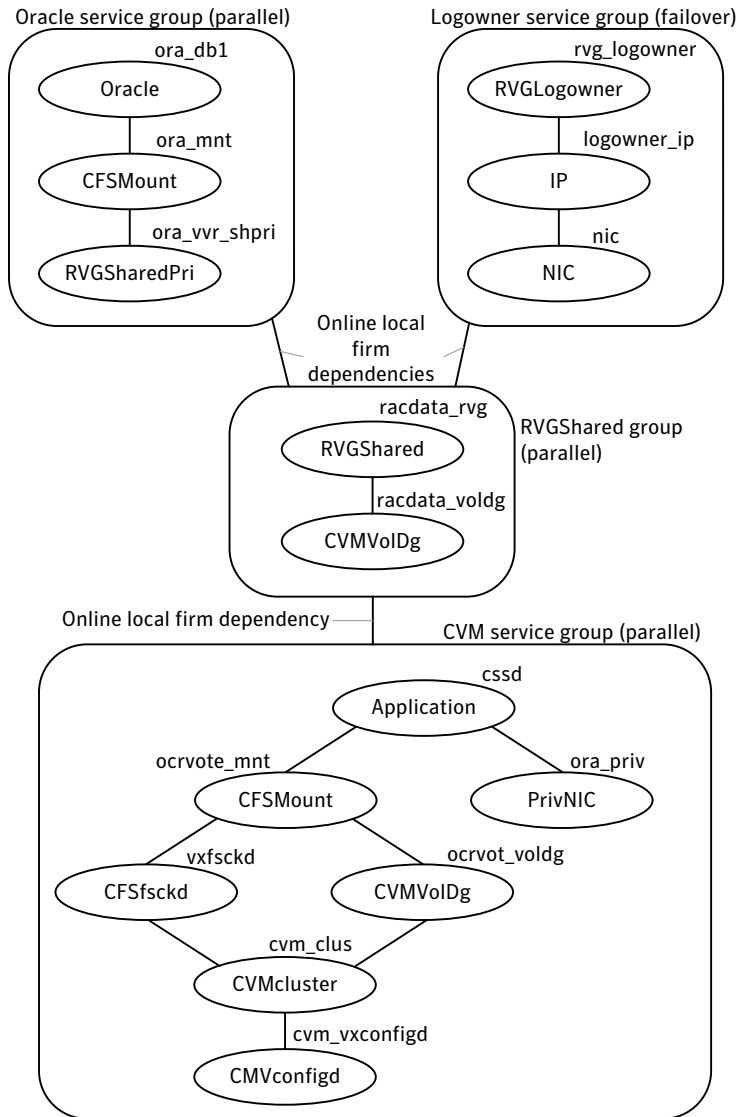 Oracle service group (parallel)
Logowner service group (failover)
ora_db1
Oracle
ora_mnt
CFSMount
ora_vvr_shpri
RVGSharedPri
rvg_logowner
RVGLogowner
logowner_ip
IP
nic
NIC
Online local
firm
dependencies
racdata_rvg
RVGShared
racdata_voldg
CVMVolDg
RVGShared group
(parallel)
Online local firm dependency
CVM service group (parallel)
cssd
Application
ocrvote_mnt
CFSMount
ora_priv
PrivNIC
vxfsckd
CFSfsckd
ocrvot_voldg
CVMVolDg
cvm_clus
CVMcluster
cvm_vxconfigd
CMVconfigd